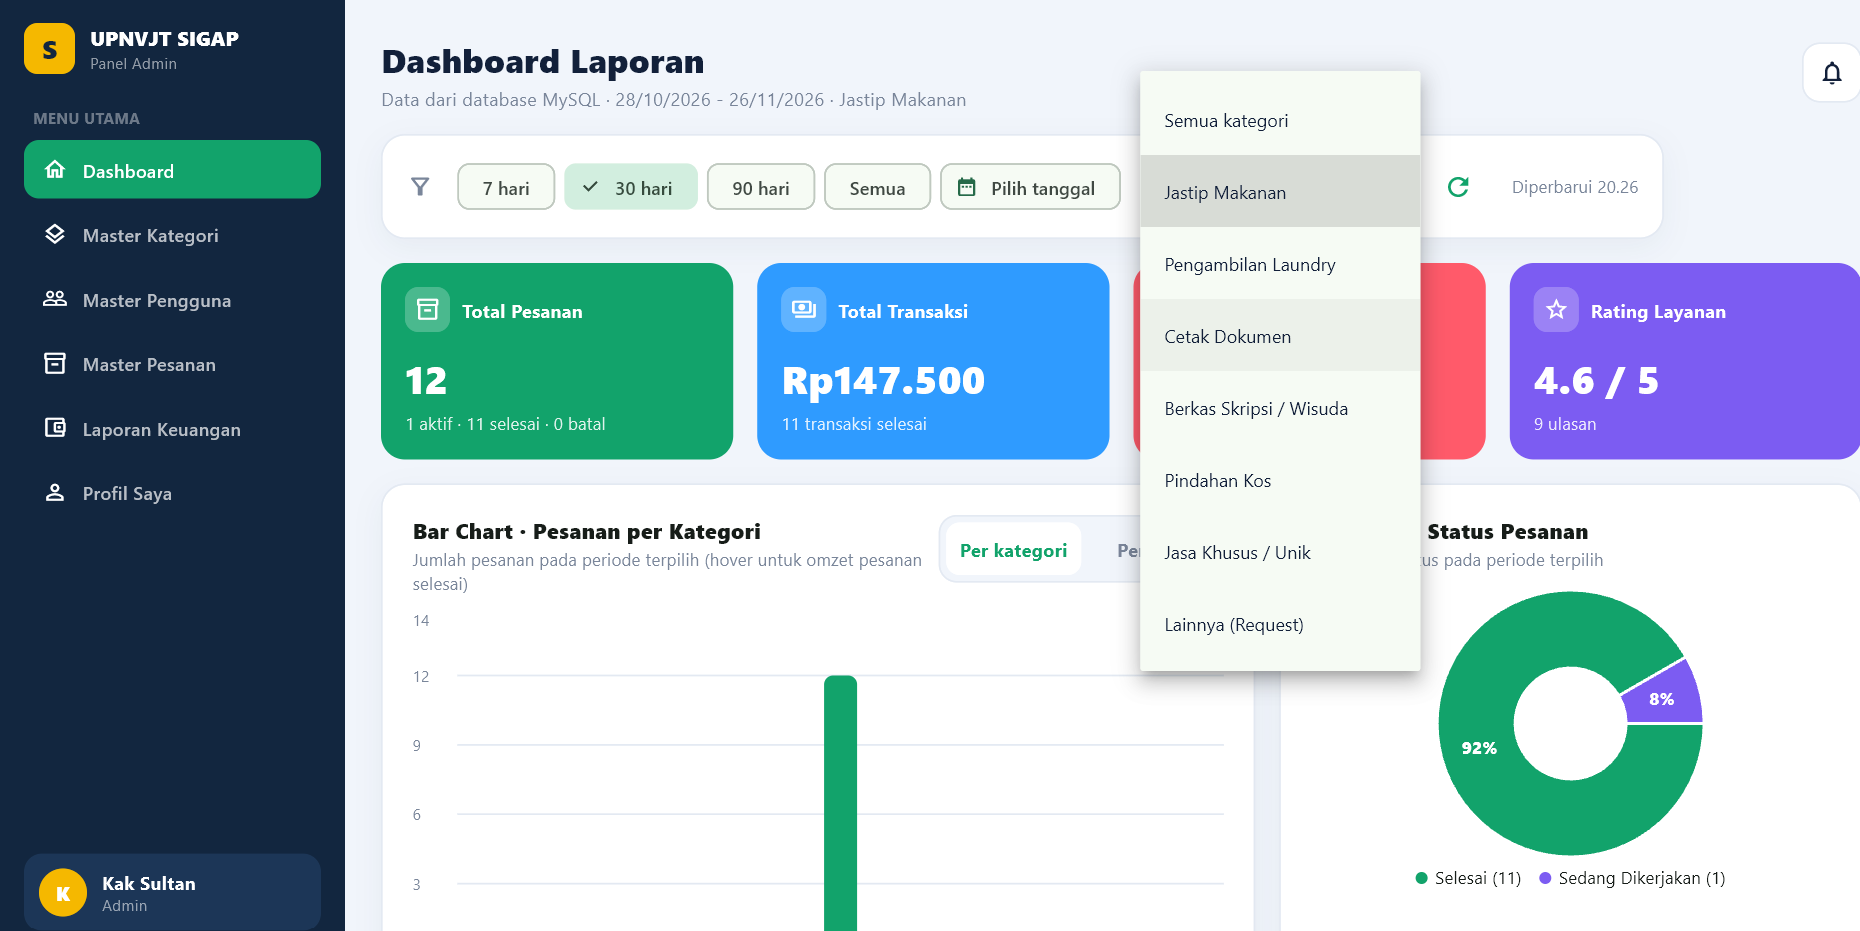 S
UPNVJT SIGAP
Panel Admin
MENU UTAMA
Dashboard
Master Kategori
Master Pengguna
Master Pesanan
Laporan Keuangan
Profil Saya
K
Kak Sultan
Admin
Dashboard Laporan
Data dari database MySQL · 28/10/2026 - 26/11/2026 · Jastip Makanan
7 hari
30 hari
90 hari
Semua
Pilih tanggal
Diperbarui 20.26
Semua kategori
Jastip Makanan
Pengambilan Laundry
Cetak Dokumen
Berkas Skripsi / Wisuda
Pindahan Kos
Jasa Khusus / Unik
Lainnya (Request)
Total Pesanan
12
1 aktif · 11 selesai · 0 batal
Total Transaksi
Rp147.500
11 transaksi selesai
Rating Layanan
4.6 / 5
9 ulasan
Bar Chart · Pesanan per Kategori
Jumlah pesanan pada periode terpilih (hover untuk omzet pesanan
selesai)
Per kategori
14
12
9
6
3
Status Pesanan
pada periode terpilih
8%
92%
Selesai (11)
Sedang Dikerjakan (1)